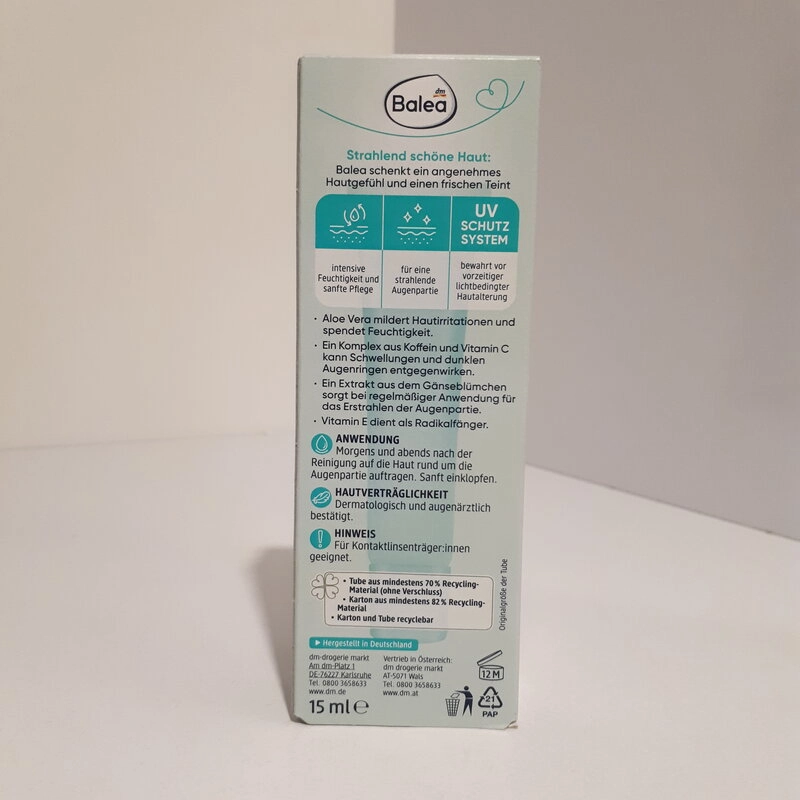 dm
Balea
Strahlend schöne Haut:
Balea schenkt ein angenehmes
Hautgefühl und einen frischen Teint
UV
SCHUTZ
SYSTEM
intensive
Feuchtigkeit und
sanfte Pflege
für eine
strahlende
Augenpartie
bewahrt vor
vorzeitiger
lichtbedingter
Hautalterung
· Aloe Vera mildert Hautirritationen und
spendet Feuchtigkeit.
· Ein Komplex aus Koffein und Vitamin C
kann Schwellungen und dunklen
Augenringen entgegenwirken.
· Ein Extrakt aus dem Gänseblümchen
sorgt bei regelmäßiger Anwendung für
das Erstrahlen der Augenpartie.
· Vitamin E dient als Radikalfänger.
ANWENDUNG
Morgens und abends nach der
Reinigung auf die Haut rund um die
Augenpartie auftragen. Sanft einklopfen.
HAUTVERTRÄGLICHKEIT
Dermatologisch und augenärztlich
bestätigt.
HINWEIS
Für Kontaktlinsenträger:innen
geeignet.
• Tube aus mindestens 70 % Recycling-
Material (ohne Verschluss)
• Karton aus mindestens 82 % Recycling-
Material
• Karton und Tube recyclebar
Originalgröße der Tube
Hergestellt in Deutschland
dm-drogerie markt
Am dm-Platz 1
DE-76227 Karlsruhe
Tel. 0800 3658633
www.dm.de
Vertrieb in Österreich:
dm drogerie markt
AT-5071 Wals
Tel. 0800 3658633
www.dm.at
12 M
15 ml e
21
PAP